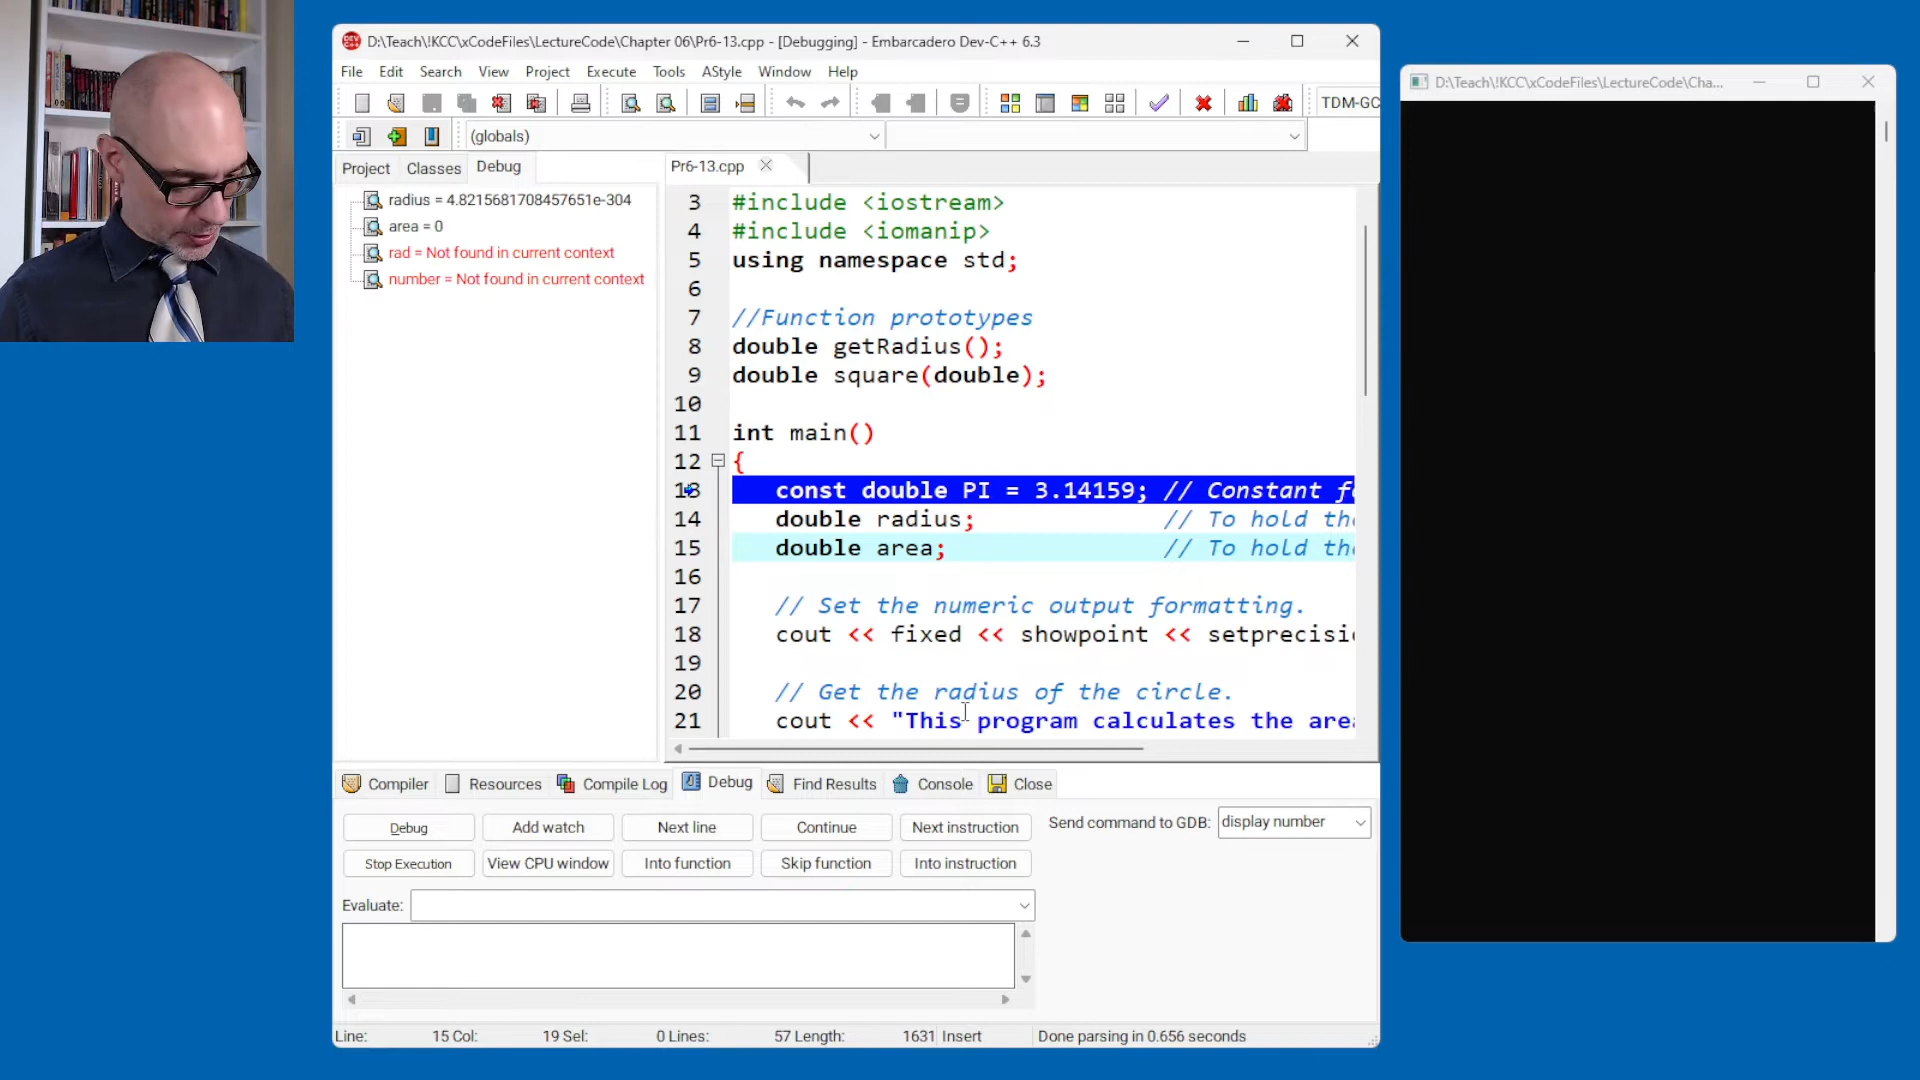 D:\Teach\!KCC\xCodeFiles\LectureCode\Chapter 06\Pr6-13.cpp - [Debugging] - Embarcadero Dev-C++ 6.3
File Edit Search View Project Execute Tools AStyle Window Help
TDM-GC
(globals)
Project Classes Debug
Pr6-13.cpp
radius = 4.8215681708457651e-304
area = 0
rad = Not found in current context
number = Not found in current context
3 #include <iostream>
4 #include <iomanip>
5 using namespace std;
6
7 //Function prototypes
8 double getRadius();
9 double square(double);
10
11 int main()
12 {
13 const double PI = 3.14159; // Constant f
14 double radius; // To hold the
15 double area; // To hold the
16
17 // Set the numeric output formatting.
18 cout << fixed << showpoint << setprecisi
19
20 // Get the radius of the circle.
21 cout << "This program calculates the area
Compiler Resources Compile Log Debug Find Results Console Close
Debug Add watch Next line Continue Next instruction Send command to GDB: display number
Stop Execution View CPU window Into function Skip function Into instruction
Evaluate:
Line: 15 Col: 19 Sel: 0 Lines: 57 Length: 1631 Insert Done parsing in 0.656 seconds
D:\Teach\!KCC\xCodeFiles\LectureCode\Cha...